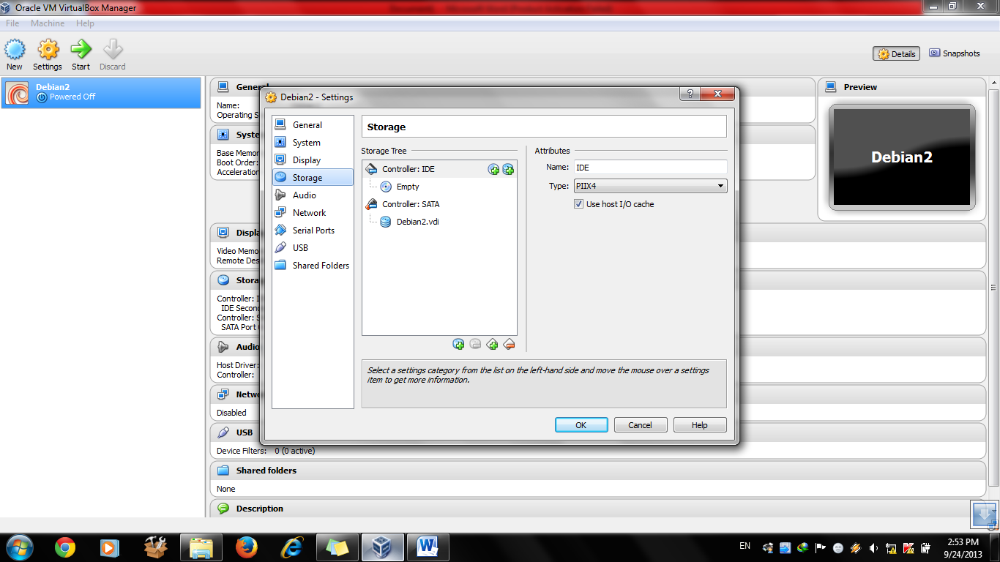 Oracle VM VirtualBox Manager
File Machine Help
New Settings Start Discard
Details Snapshots
Debian2
Powered Off
General
Name:
Operating S
System
Base Memor
Boot Order:
Acceleration
Display
Video Memo
Remote Des
Storag
Controller: I
IDE Second
Controller: S
SATA Port
Audio
Host Driver:
Controller:
Netwo
Disabled
USB
Device Filters: 0 (0 active)
Shared folders
None
Description
Preview
Debian2
Debian2 - Settings
?
General
System
Display
Storage
Audio
Network
Serial Ports
USB
Shared Folders
Storage
Storage Tree
Controller: IDE
Empty
Controller: SATA
Debian2.vdi
Attributes
Name: IDE
Type: PIIX4
Use host I/O cache
Select a settings category from the list on the left-hand side and move the mouse over a settings
item to get more information.
OK Cancel Help
EN
2:53 PM
9/24/2013